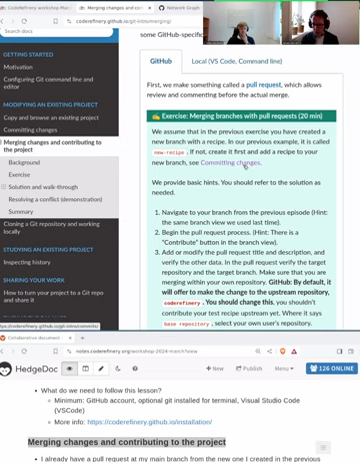 CodeRefinery workshop Mar
Merging changes and con
Network Graph
coderefinery.github.io/git-intro/merging/
Search docs
some GitHub-specific
GETTING STARTED
Motivation
Configuring Git command line and
editor
MODIFYING AN EXISTING PROJECT
Copy and browse an existing project
Committing changes
Merging changes and contributing to
the project
Background
Exercise
Solution and walk-through
Resolving a conflict (demonstration)
Summary
Cloning a Git repository and working
locally
STUDYING AN EXISTING PROJECT
Inspecting history
SHARING YOUR WORK
How to turn your project to a Git repo
and share it
https://coderefinery.github.io/git-intro/commits/
GitHub
Local (VS Code, Command line)
First, we make something called a pull request, which allows
review and commenting before the actual merge.
Exercise: Merging branches with pull requests (20 min)
We assume that in the previous exercise you have created a
new branch with a recipe. In our previous example, it is called
new-recipe. If not, create it first and add a recipe to your
new branch, see Committing changes.
We provide basic hints. You should refer to the solution as
needed.
1. Navigate to your branch from the previous episode (Hint:
the same branch view we used last time).
2. Begin the pull request process. (Hint: There is a
"Contribute" button in the branch view).
3. Add or modify the pull request title and description, and
verify the other data. In the pull request verify the target
repository and the target branch. Make sure that you are
merging within your own repository. GitHub: By default, it
will offer to make the change to the upstream repository,
coderefinery. You should change this, you shouldn't
contribute your test recipe upstream yet. Where it says
base repository, select your own user's repository.
Collaborative document
notes.coderefinery.org/workshop-2024-march?view
HedgeDoc
New
Publish
Menu
126 ONLINE
What do we need to follow this lesson?
Minimum: GitHub account, optional git installed for terminal, Visual Studio Code
(VSCode)
More info: https://coderefinery.github.io/installation/
Merging changes and contributing to the project
I already have a pull request at my main branch from the new one I created in the previous